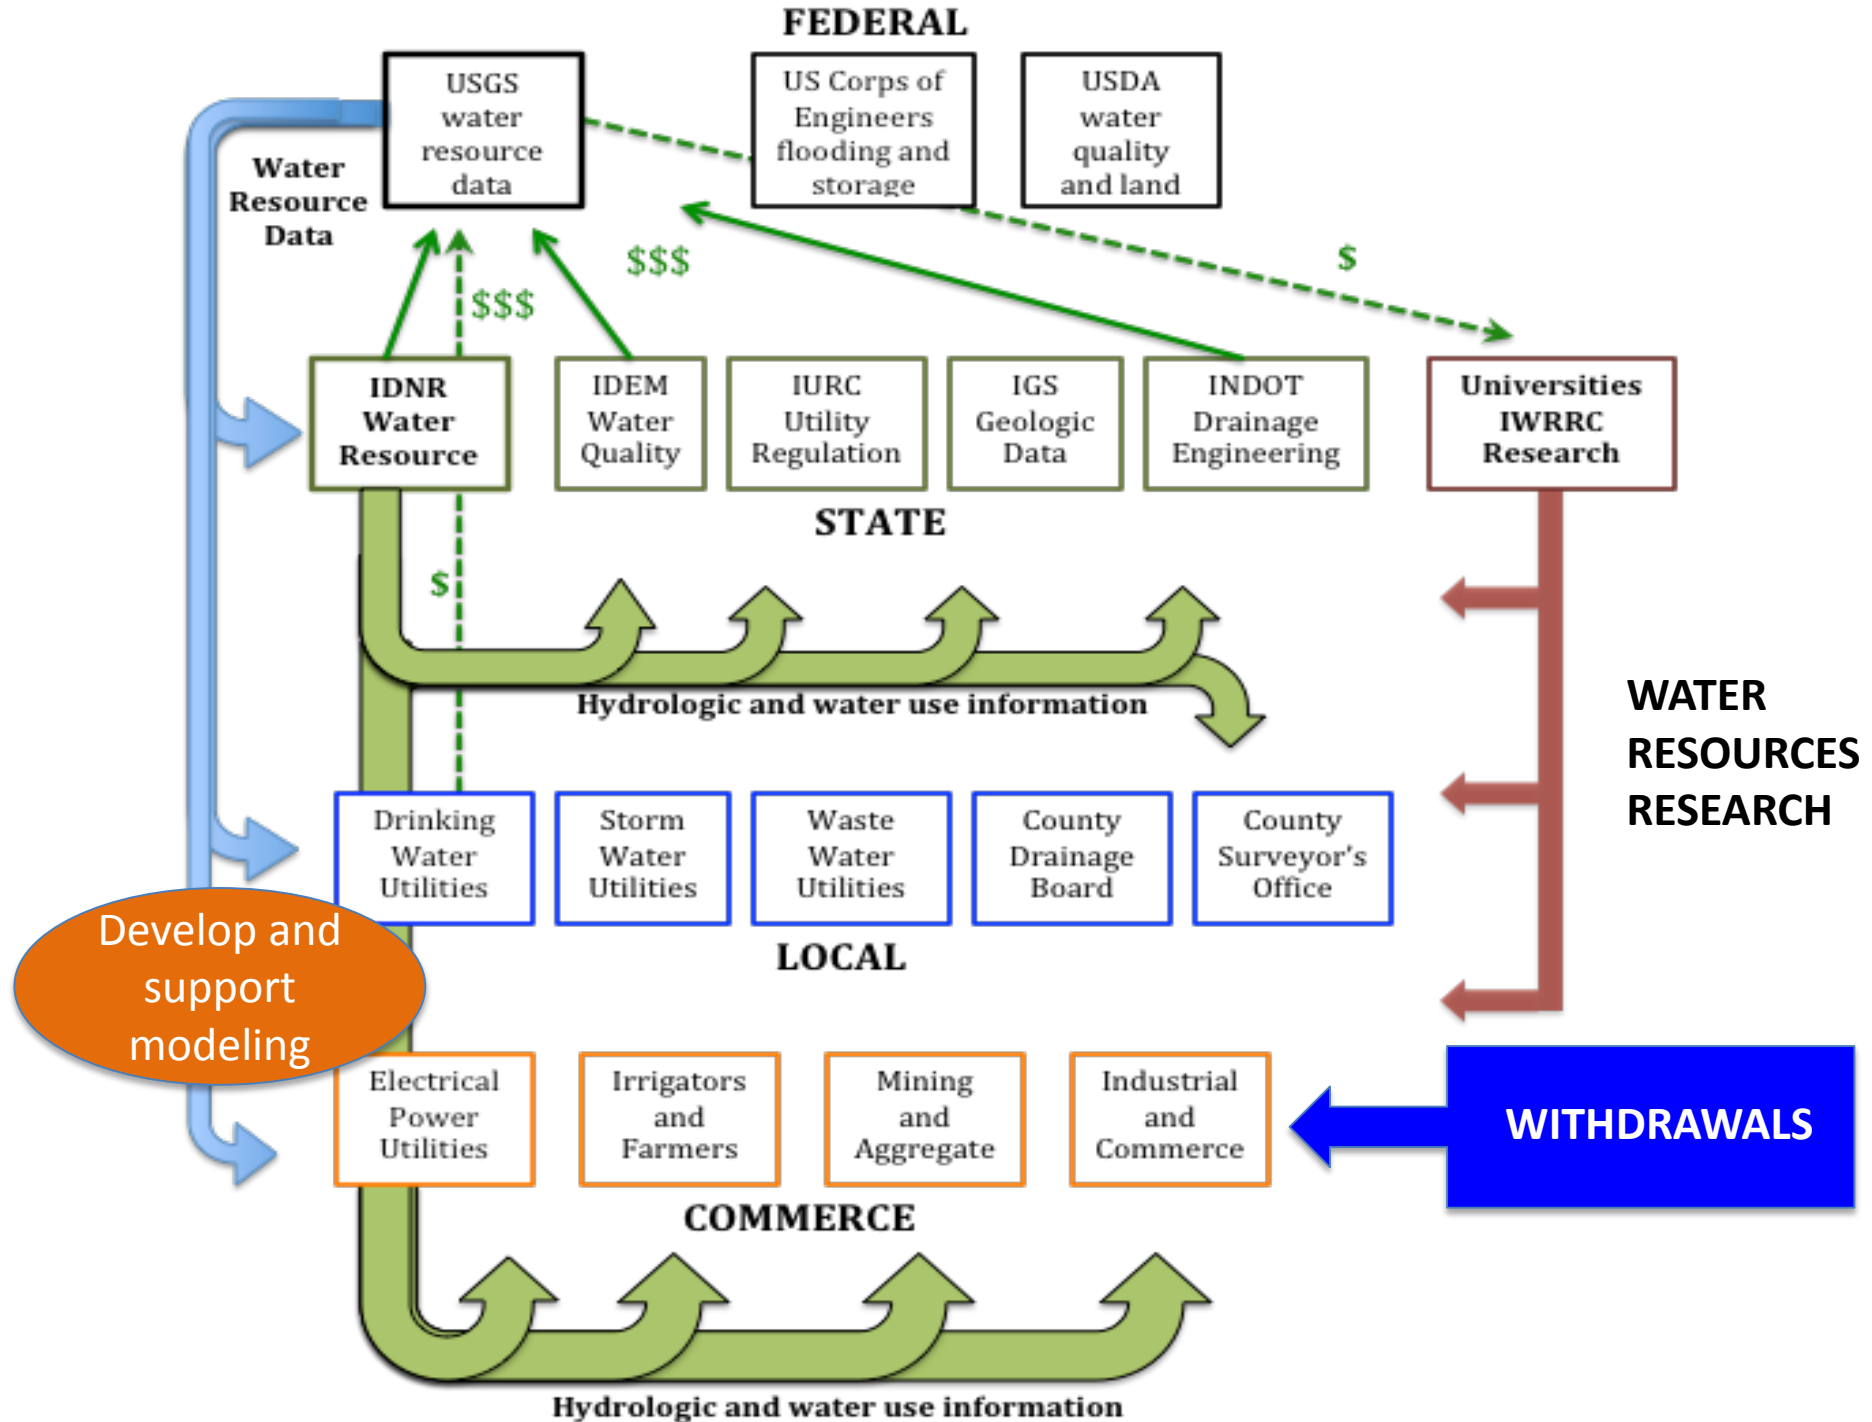 FEDERAL
USGS
water
resource
data
US Corps of
Engineers
flooding and
storage
USDA
water
quality
and land
Water
Resource
Data
$$$
$$$
$
IDNR
Water
Resource
IDEM
Water
Quality
IURC
Utility
Regulation
IGS
Geologic
Data
INDOT
Drainage
Engineering
Universities
IWRRC
Research
STATE
$
Hydrologic and water use information
WATER
RESOURCES
RESEARCH
Drinking
Water
Utilities
Storm
Water
Utilities
Waste
Water
Utilities
County
Drainage
Board
County
Surveyor's
Office
LOCAL
Develop and
support
modeling
Electrical
Power
Utilities
Irrigators
and
Farmers
Mining
and
Aggregate
Industrial
and
Commerce
WITHDRAWALS
COMMERCE
Hydrologic and water use information